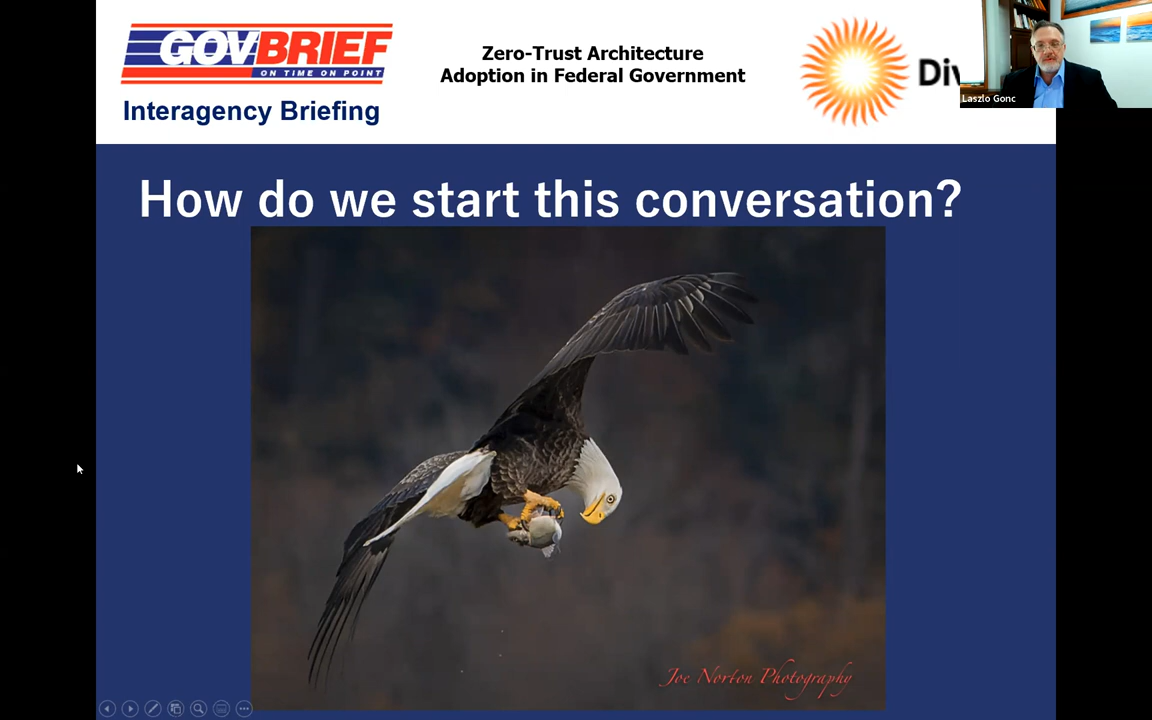 GOVBRIEF
ON TIME ON POINT
Interagency Briefing
Zero-Trust Architecture
Adoption in Federal Government
Laszlo Gonc
How do we start this conversation?
Joe Norton Photography